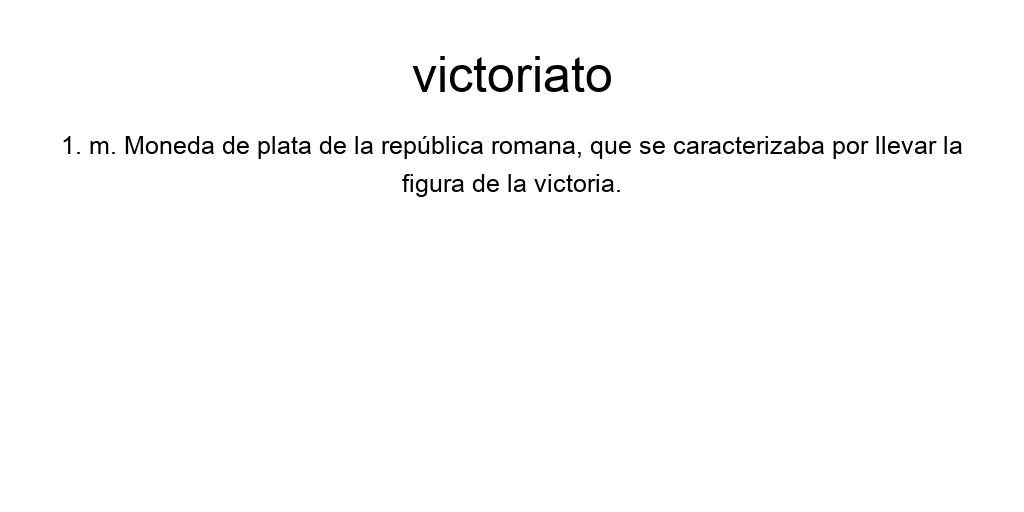 victoriato
1. m. Moneda de plata de la república romana, que se caracterizaba por llevar la
figura de la victoria.